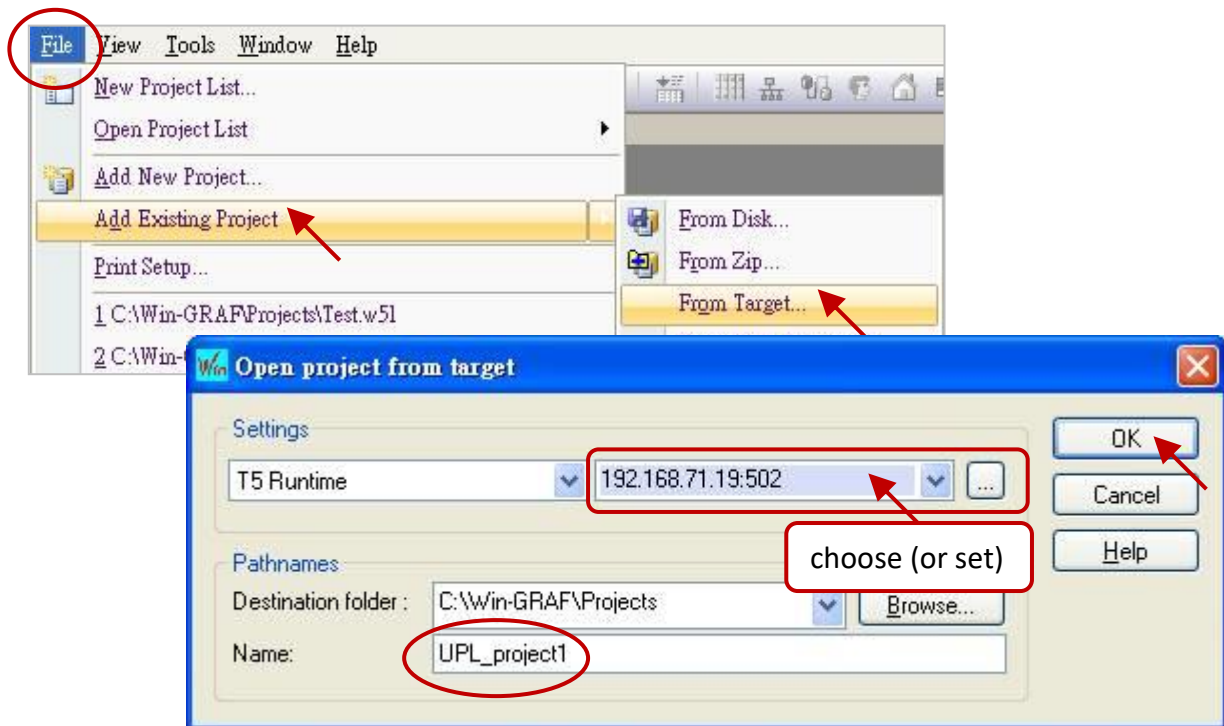 File View Tools Window Help
New Project List...
Open Project List
Add New Project...
Add Existing Project
From Disk...
Print Setup...
From Zip...
1 C:\Win-GRAF\Projects\Test.w5l
From Target...
2 C:\Win-
Win Open project from target
Settings
OK
T5 Runtime 192.168.71.19:502 ...
Cancel
choose (or set)
Help
Pathnames
Destination folder : C:\Win-GRAF\Projects Browse...
Name: UPL_project1